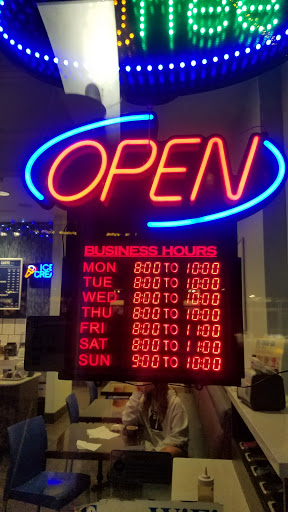 OPEN
BUSINESS HOURS
MON 8:00 TO 10:00
TUE 8:00 TO 10:00
WED 8:00 TO 10:00
THU 8:00 TO 10:00
FRI 8:00 TO 11:00
SAT 8:00 TO 11:00
SUN 9:00 TO 10:00
ICE
CREAM